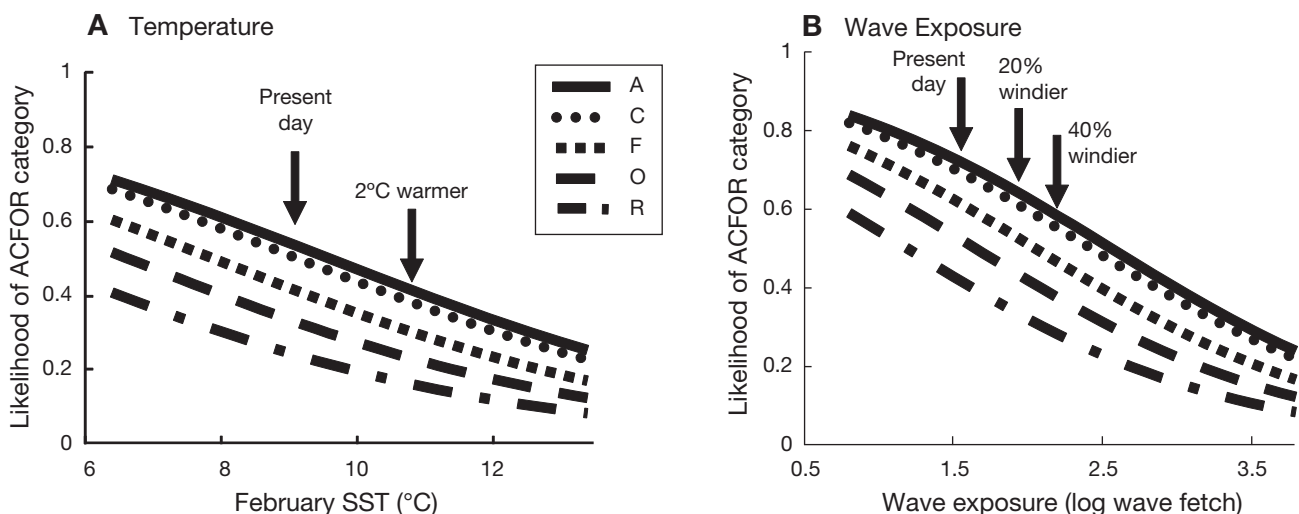 A Temperature
Likelihood of ACFOR category
1
0.8
0.6
0.4
0.2
0
Present
day
2ºC warmer
A
C
F
O
R
6
8
10
12
February SST (°C)
B Wave Exposure
Likelihood of ACFOR category
1
0.8
0.6
0.4
0.2
0
Present
day
20%
windier
40%
windier
0.5
1.5
2.5
3.5
Wave exposure (log wave fetch)